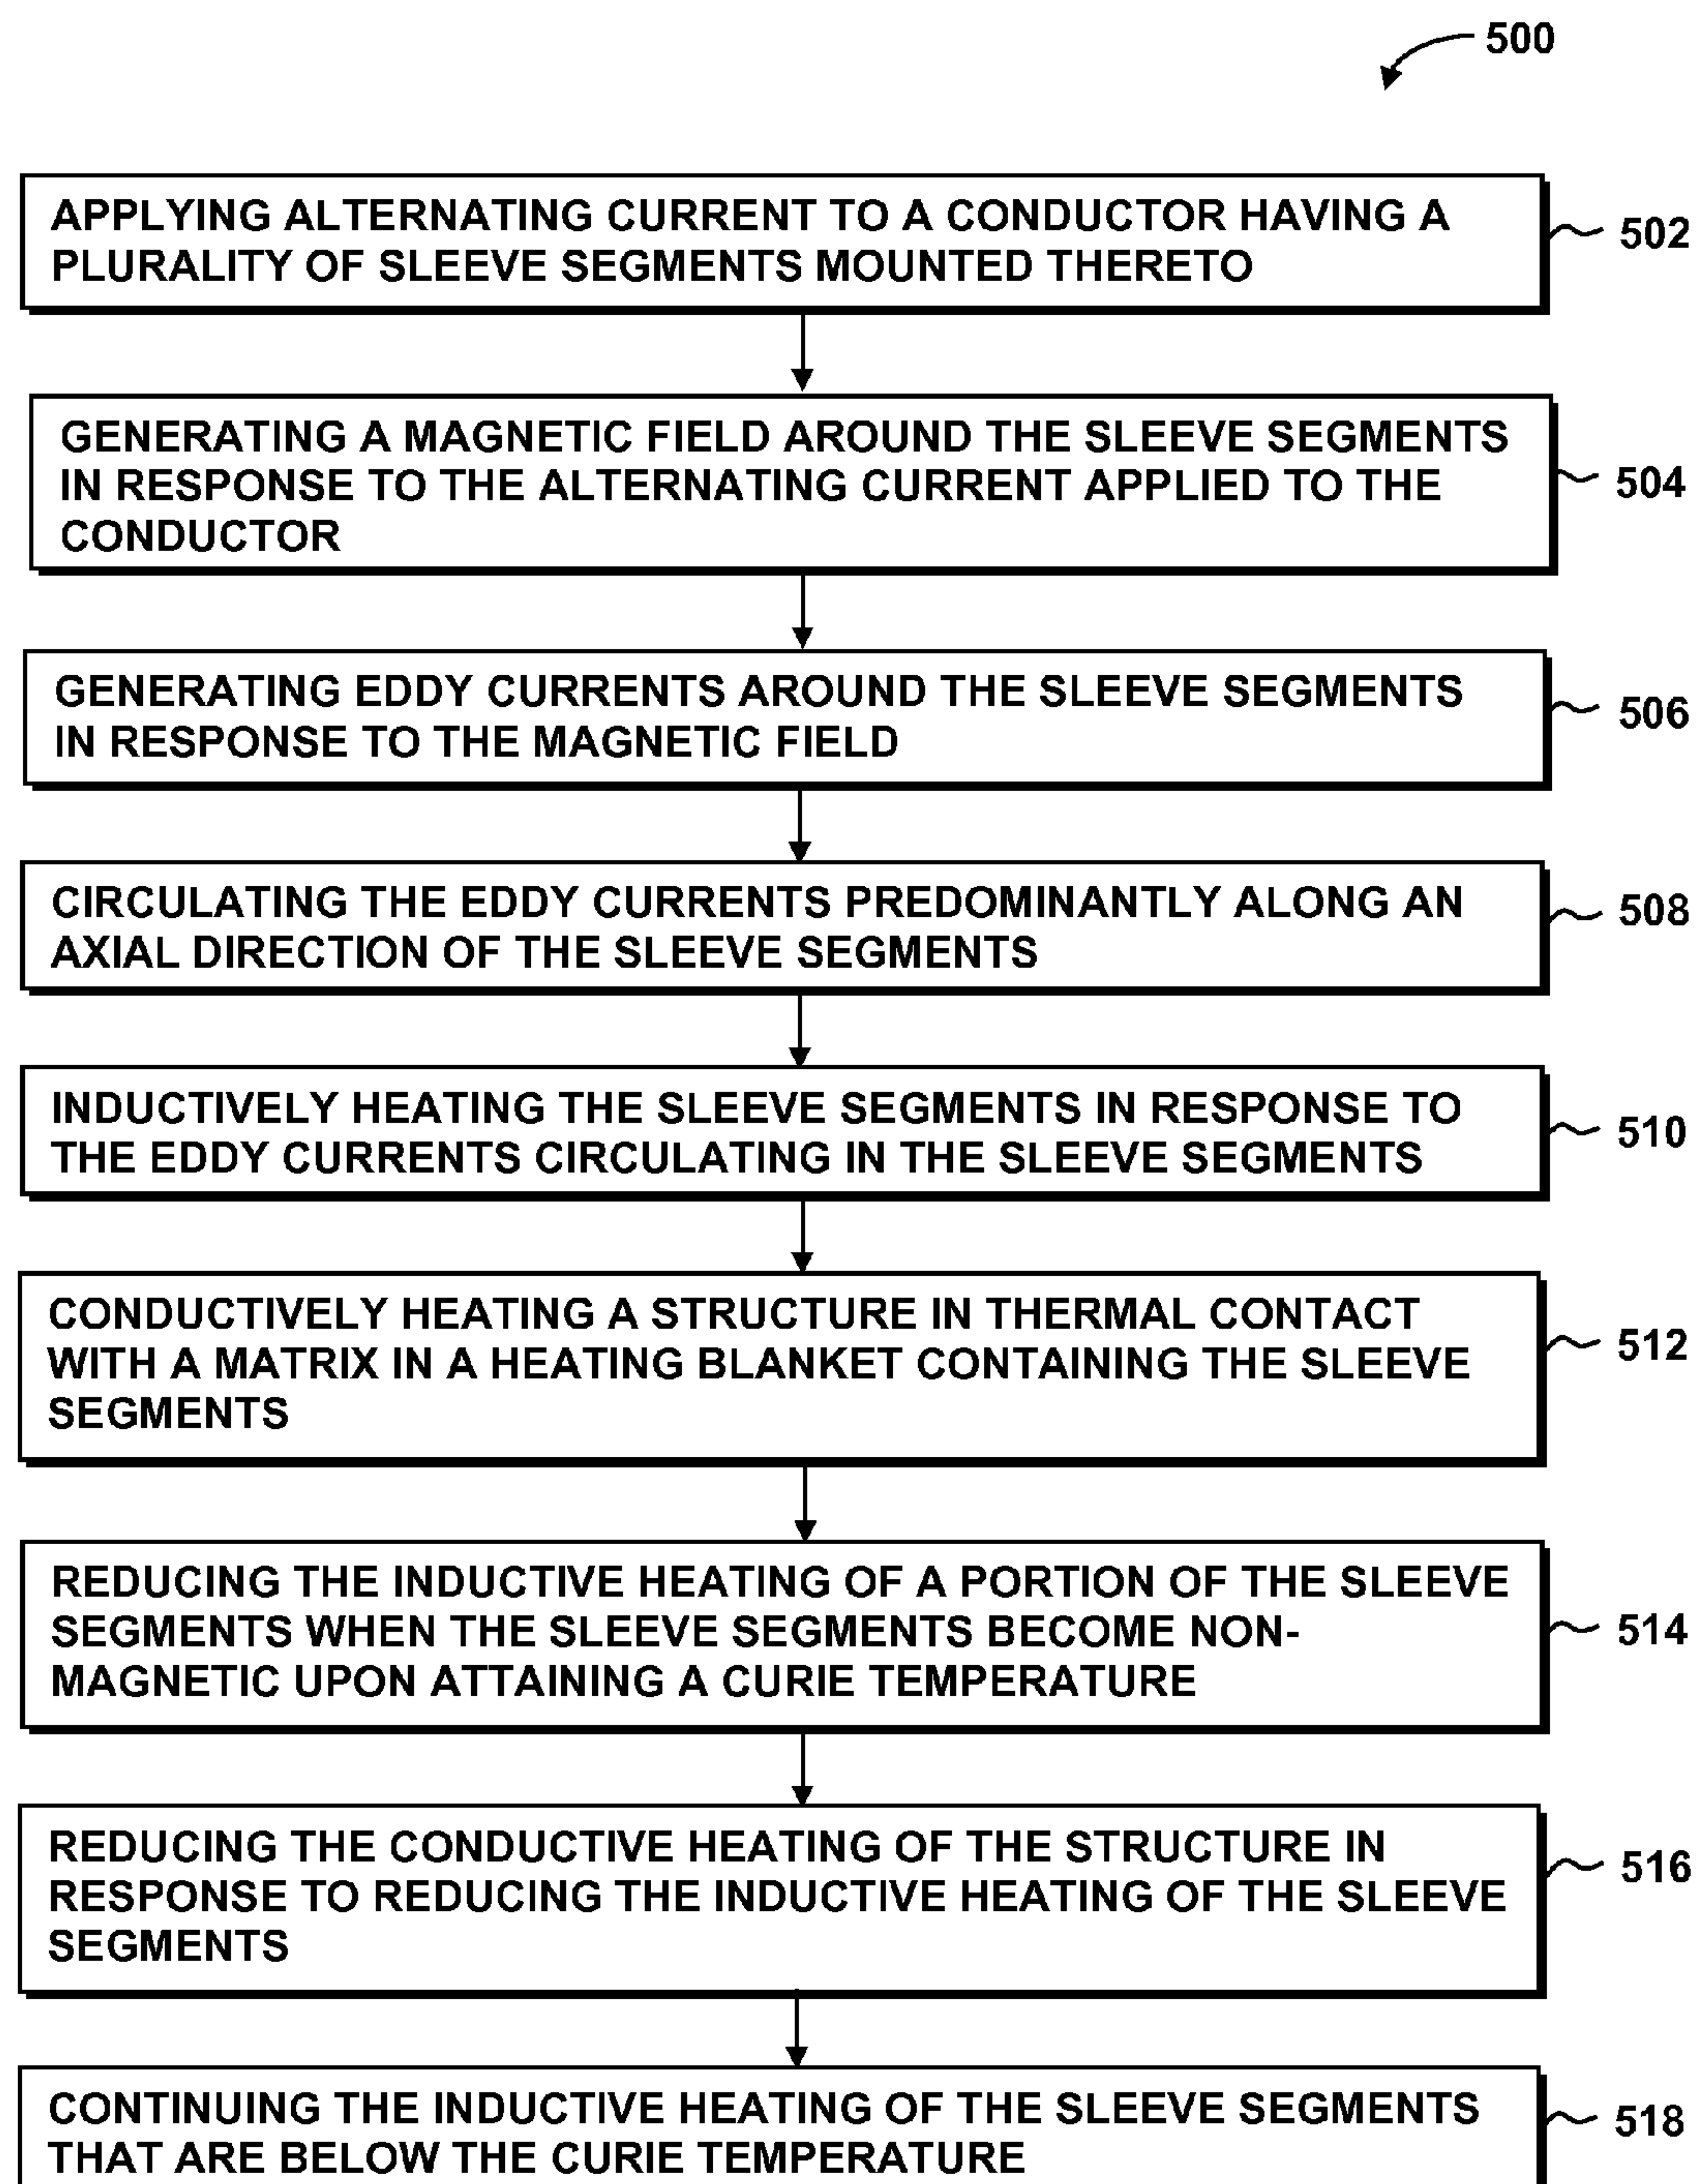 500
APPLYING ALTERNATING CURRENT TO A CONDUCTOR HAVING A
PLURALITY OF SLEEVE SEGMENTS MOUNTED THERETO
502
GENERATING A MAGNETIC FIELD AROUND THE SLEEVE SEGMENTS
IN RESPONSE TO THE ALTERNATING CURRENT APPLIED TO THE
CONDUCTOR
504
GENERATING EDDY CURRENTS AROUND THE SLEEVE SEGMENTS
IN RESPONSE TO THE MAGNETIC FIELD
506
CIRCULATING THE EDDY CURRENTS PREDOMINANTLY ALONG AN
AXIAL DIRECTION OF THE SLEEVE SEGMENTS
508
INDUCTIVELY HEATING THE SLEEVE SEGMENTS IN RESPONSE TO
THE EDDY CURRENTS CIRCULATING IN THE SLEEVE SEGMENTS
510
CONDUCTIVELY HEATING A STRUCTURE IN THERMAL CONTACT
WITH A MATRIX IN A HEATING BLANKET CONTAINING THE SLEEVE
SEGMENTS
512
REDUCING THE INDUCTIVE HEATING OF A PORTION OF THE SLEEVE
SEGMENTS WHEN THE SLEEVE SEGMENTS BECOME NON-
MAGNETIC UPON ATTAINING A CURIE TEMPERATURE
514
REDUCING THE CONDUCTIVE HEATING OF THE STRUCTURE IN
RESPONSE TO REDUCING THE INDUCTIVE HEATING OF THE SLEEVE
SEGMENTS
516
CONTINUING THE INDUCTIVE HEATING OF THE SLEEVE SEGMENTS
THAT ARE BELOW THE CURIE TEMPERATURE
518